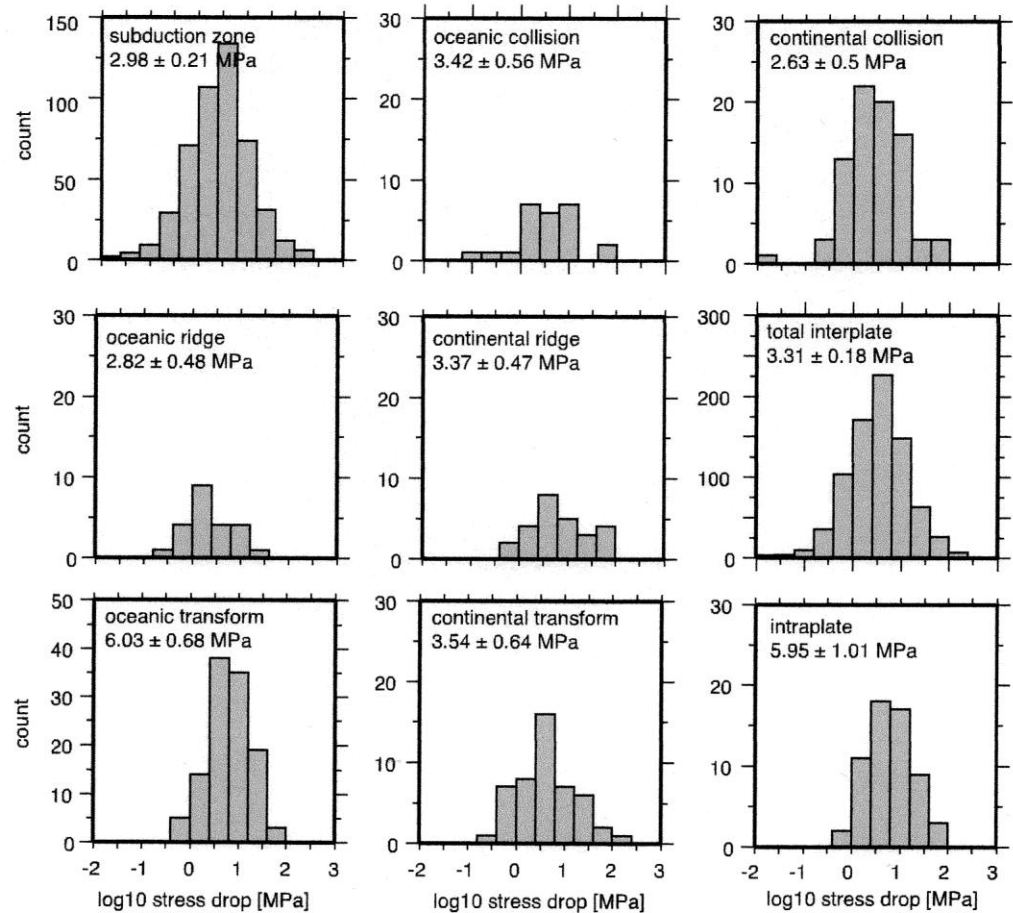 subduction zone
2.98 ± 0.21 MPa
150
100
50
0
count
oceanic collision
3.42 ± 0.56 MPa
30
20
10
0
continental collision
2.63 ± 0.5 MPa
30
20
10
0
oceanic ridge
2.82 ± 0.48 MPa
30
20
10
0
count
continental ridge
3.37 ± 0.47 MPa
30
20
10
0
total interplate
3.31 ± 0.18 MPa
300
200
100
0
oceanic transform
6.03 ± 0.68 MPa
50
40
30
20
10
0
count
-2 -1 0 1 2 3
log10 stress drop [MPa]
continental transform
3.54 ± 0.64 MPa
30
20
10
0
-2 -1 0 1 2 3
log10 stress drop [MPa]
intraplate
5.95 ± 1.01 MPa
30
20
10
0
-2 -1 0 1 2 3
log10 stress drop [MPa]